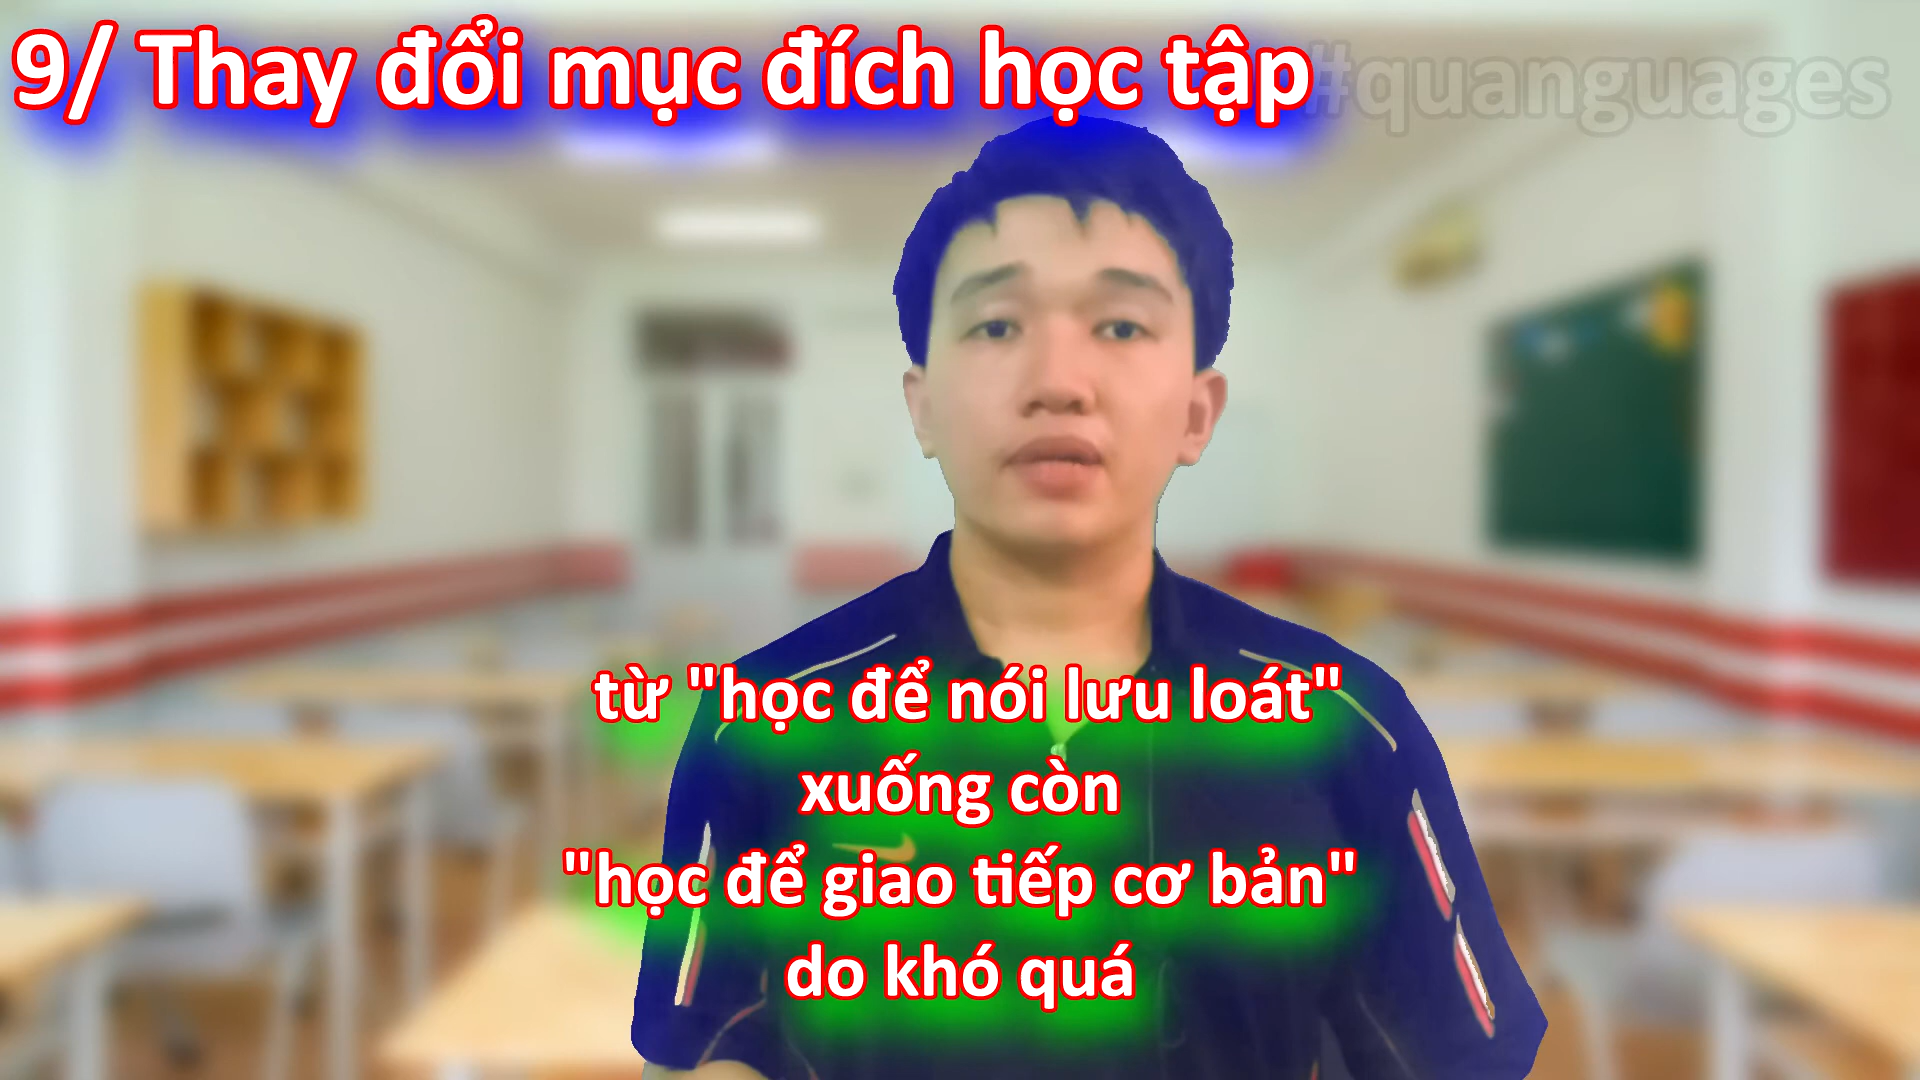 9/ Thay đổi mục đích học tập
#quanguages
từ "học để nói lưu loát"
xuống còn
"học để giao tiếp cơ bản"
do khó quá